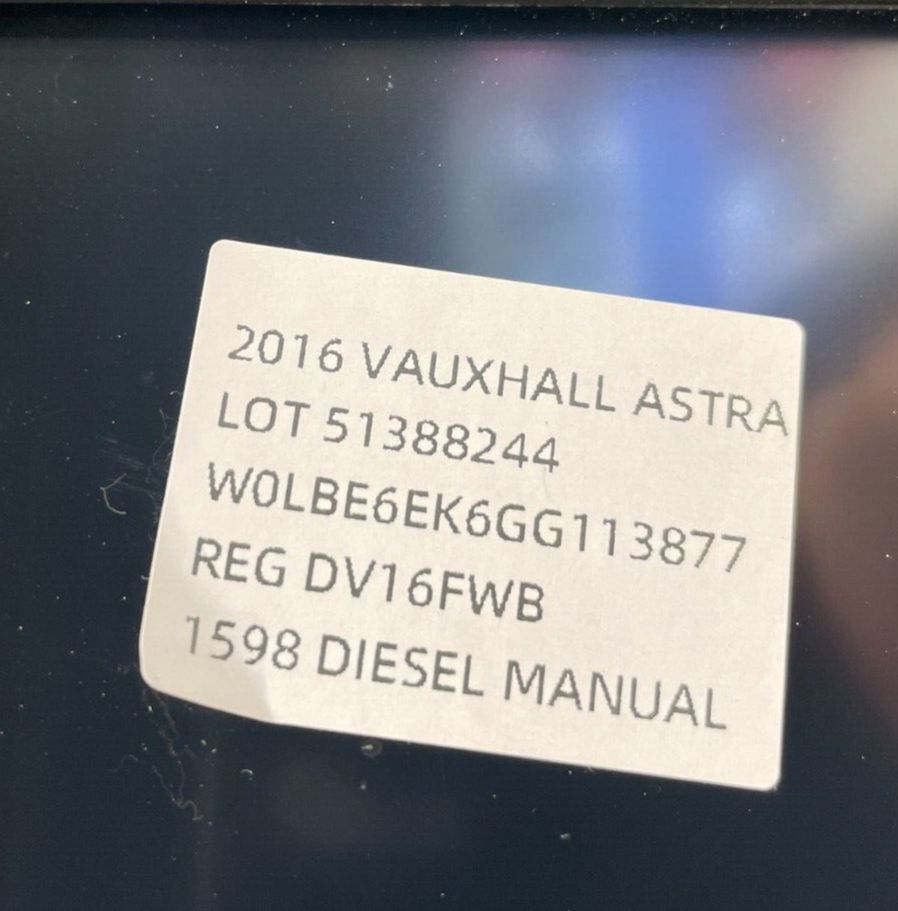 2016 VAUXHALL ASTRA
LOT 51388244
W0LBE6EK6GG113877
REG DV16FWB
1598 DIESEL MANUAL